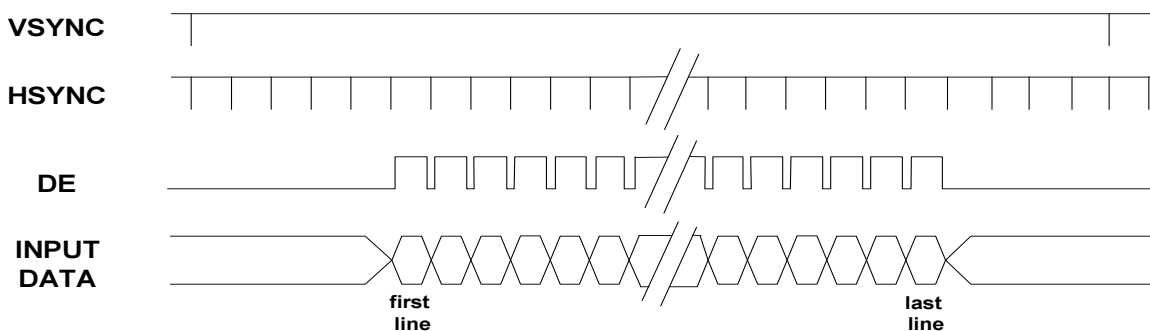 VSYNC
HSYNC
DE
INPUT
DATA
first
line
last
line